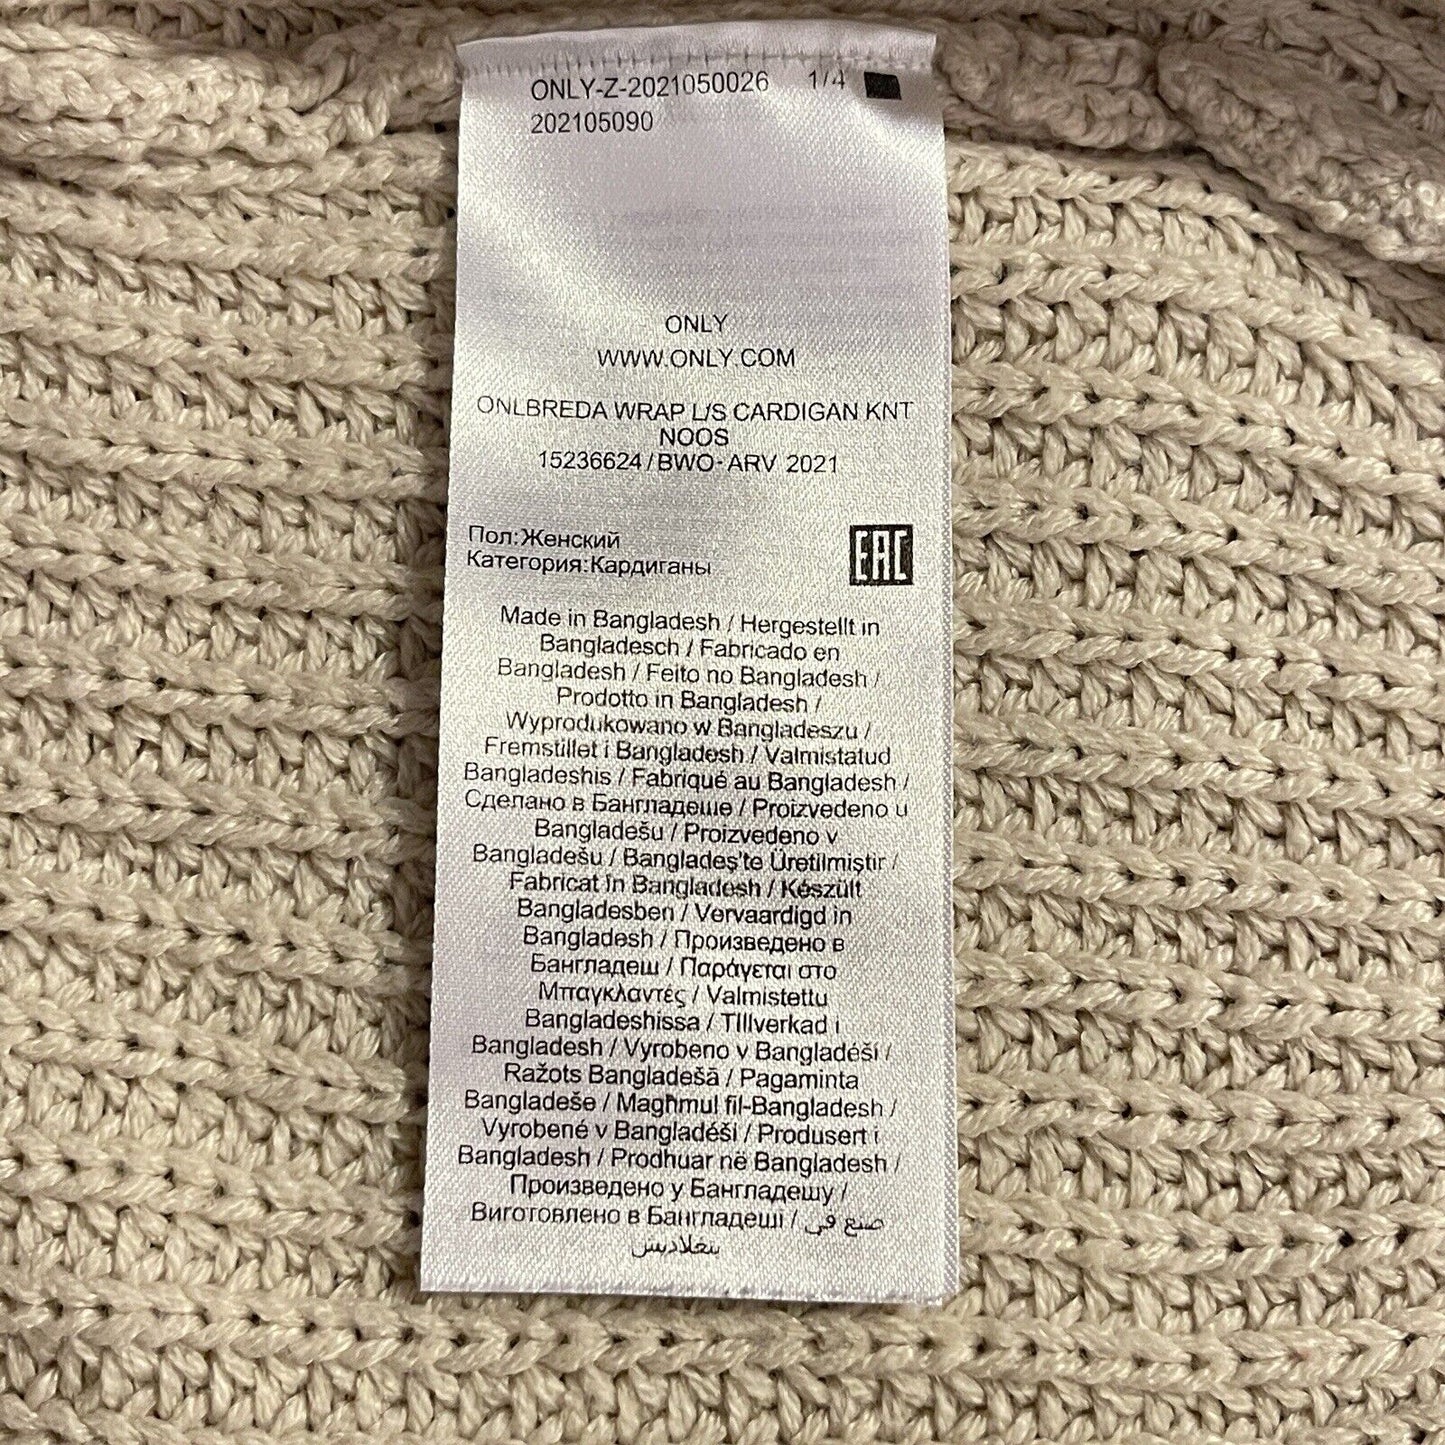 ONLY-Z-2021050026 1/4
202105090
ONLY
WWW.ONLY.COM
ONLBREDA WRAP L/S CARDIGAN KNT
NOOS
15236624/BWO-ARV 2021
Пол:Женский
Категория:Кардиганы
EAC
Made in Bangladesh / Hergestellt in
Bangladesch / Fabricado en
Bangladesh / Feito no Bangladesh /
Prodotto in Bangladesh /
Wyprodukowano w Bangladeszu /
Fremstillet i Bangladesh / Valmistatud
Bangladeshis / Fabriqué au Bangladesh /
Сделано в Бангладеше / Proizvedeno u
Bangladešu / Proizvedeno v
Bangladešu / Bangladeş'te Üretilmiştir /
Fabricat în Bangladesh / Készült
Bangladesben / Vervaardigd in
Bangladesh / Произведено в
Бангладеш / Παράγεται στο
Μπαγκλαντές / Valmistettu
Bangladeshissa / Tillverkad i
Bangladesh / Vyrobeno v Bangladéši /
Ražots Bangladešā / Pagaminta
Bangladeše / Magħmul fil-Bangladesh /
Vyrobené v Bangladéši / Produsert i
Bangladesh / Prodhuar në Bangladesh /
Произведено у Бангладешу /
Виготовлено в Бангладеші / صنع في
بنغلاديش